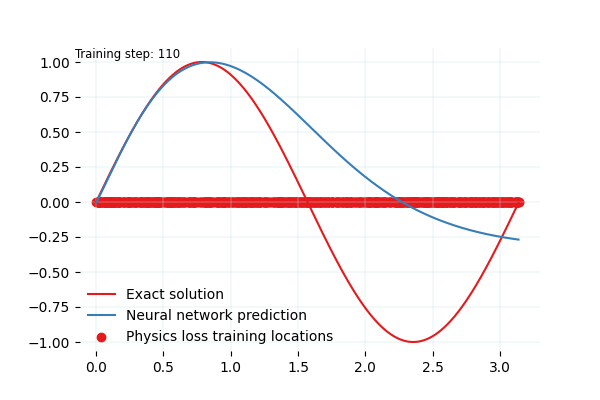 Training step: 110
1.00
0.75
0.50
0.25
0.00
−0.25
−0.50
−0.75
−1.00
Exact solution
Neural network prediction
Physics loss training locations
0.0 0.5 1.0 1.5 2.0 2.5 3.0